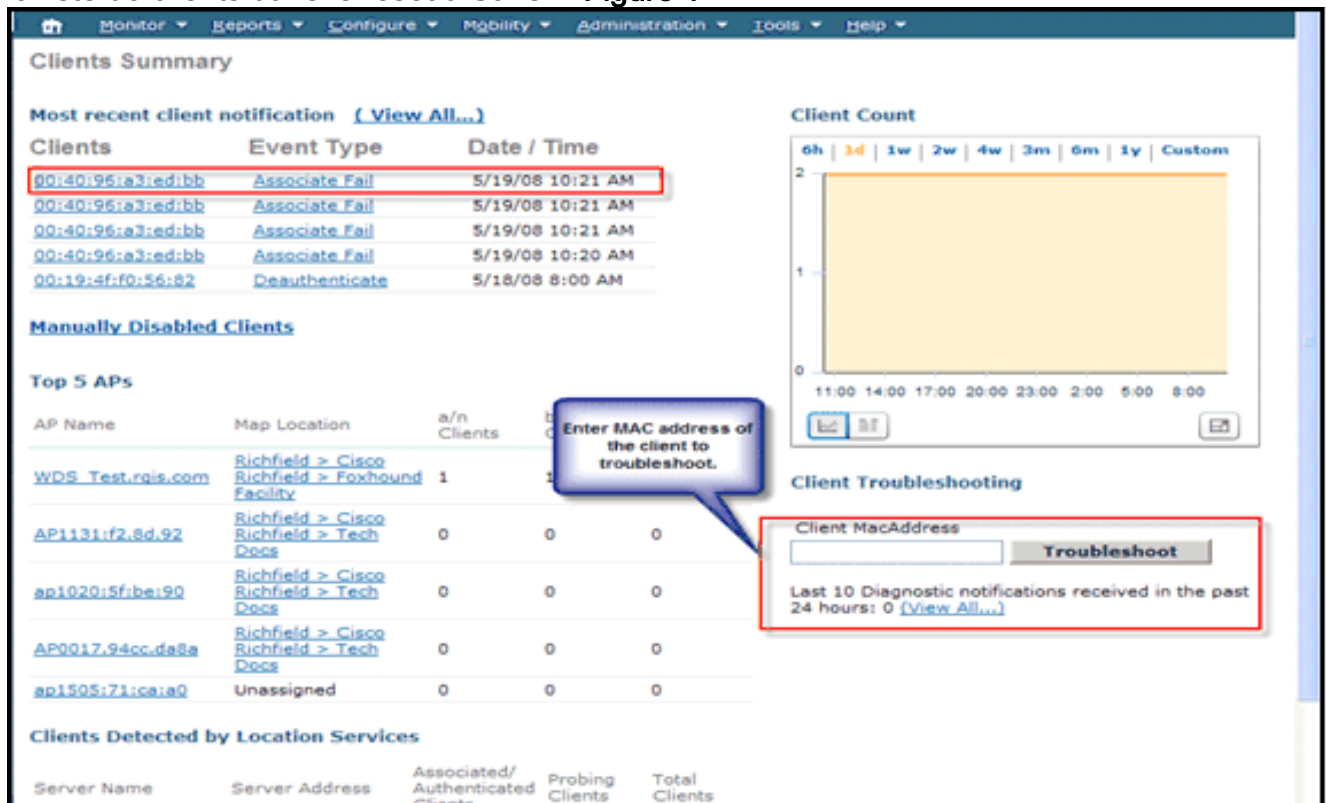 Figure
Monitor Reports Configure Mobility Administration Tools Help
Clients Summary
Most recent client notification ( View All...)
Clients Event Type Date / Time
00:40:96:a3:ed:bb Associate Fail 5/19/08 10:21 AM
00:40:96:a3:ed:bb Associate Fail 5/19/08 10:21 AM
00:40:96:a3:ed:bb Associate Fail 5/19/08 10:21 AM
00:40:96:a3:ed:bb Associate Fail 5/19/08 10:20 AM
00:19:4f:f0:56:82 Deauthenticate 5/18/08 8:00 AM
Manually Disabled Clients
Top 5 APs
AP Name Map Location a/n Clients
WDS_Test.rqis.com Richfield > Cisco
Richfield > Foxhound
Facility 1
AP1131:f2.8d.92 Richfield > Cisco
Richfield > Tech
Docs 0 0 0
ap1020:5f:be:90 Richfield > Cisco
Richfield > Tech
Docs 0 0 0
AP0017.94cc.da8a Richfield > Cisco
Richfield > Tech
Docs 0 0 0
ap1505:71:ca:a0 Unassigned 0 0 0
Clients Detected by Location Services
Server Name Server Address Associated/
Authenticated
Clients Probing
Clients Total
Clients
Client Count
6h | 1d | 1w | 2w | 4w | 3m | 6m | 1y | Custom
2
1
0
11:00 14:00 17:00 20:00 23:00 2:00 5:00 8:00
Enter MAC address of
the client to
troubleshoot.
Client Troubleshooting
Client MacAddress
Troubleshoot
Last 10 Diagnostic notifications received in the past
24 hours: 0 (View All...)